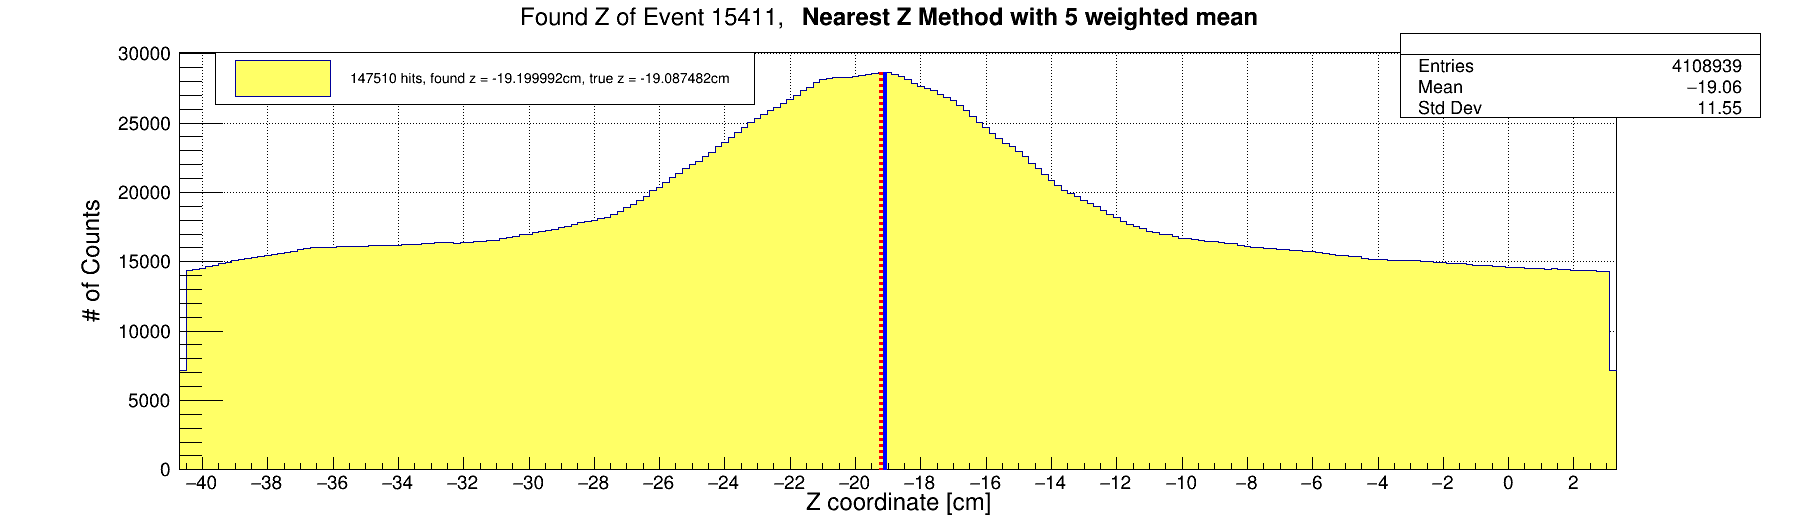 Found Z of Event 15411, Nearest Z Method with 5 weighted mean
147510 hits, found z = -19.199992cm, true z = -19.087482cm
Entries 4108939
Mean −19.06
Std Dev 11.55
# of Counts
30000
25000
20000
15000
10000
5000
0
−40 −38 −36 −34 −32 −30 −28 −26 −24 −22 −20 −18 −16 −14 −12 −10 −8 −6 −4 −2 0 2
Z coordinate [cm]